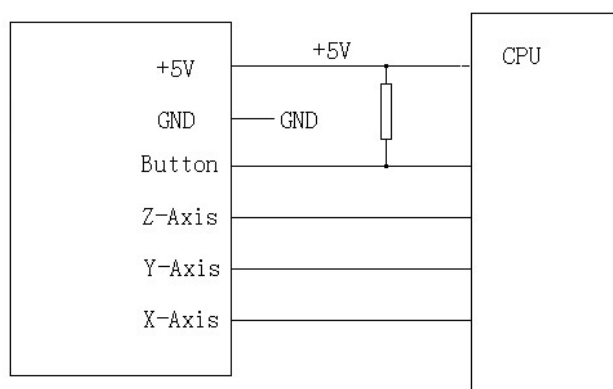 +5V
+5V
CPU
GND
GND
Button
Z-Axis
Y-Axis
X-Axis